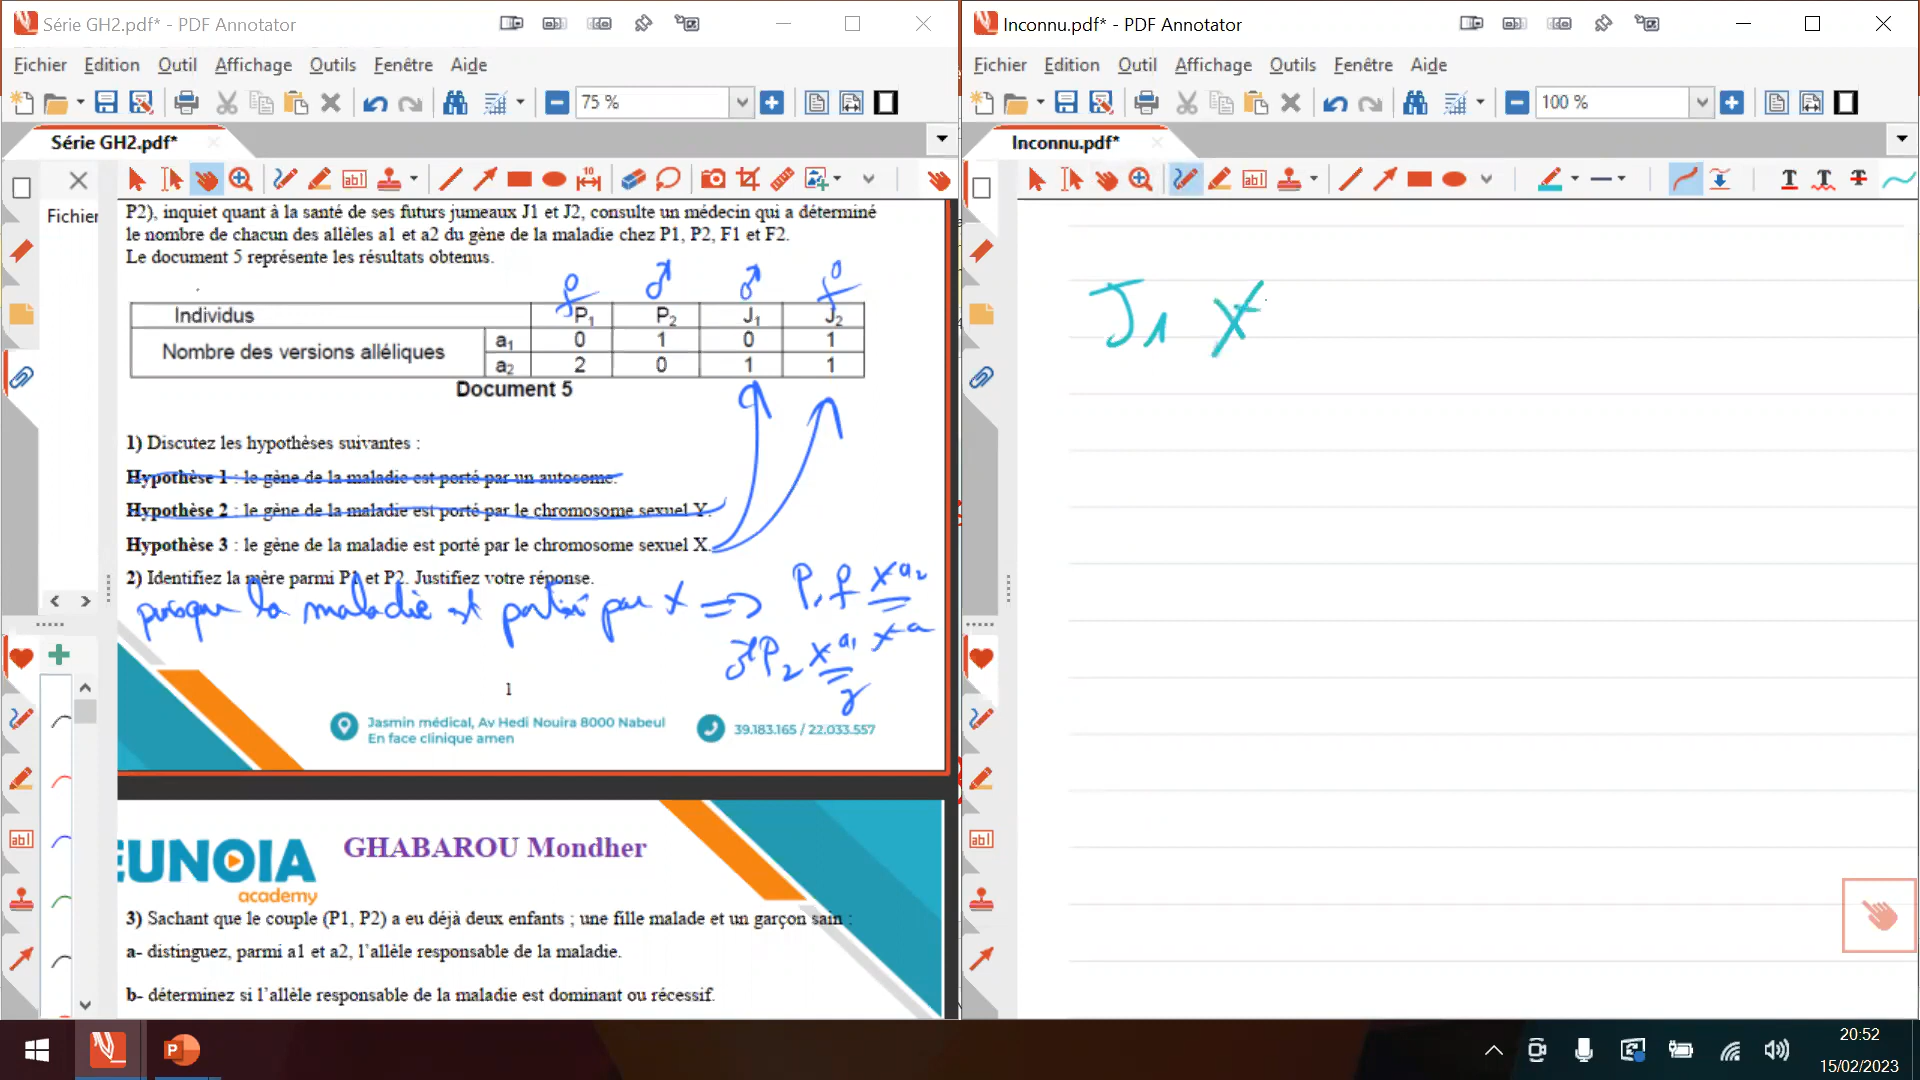 Série GH2.pdf* - PDF Annotator
Fichier Edition Outil Affichage Outils Fenêtre Aide
75 %
Série GH2.pdf*
Fichier
P2), inquiet quant à la santé de ses futurs jumeaux J1 et J2, consulte un médecin qui a déterminé
le nombre de chacun des allèles a1 et a2 du gène de la maladie chez P1, P2, F1 et F2.
Le document 5 représente les résultats obtenus.
♀ ♂ ♂ ♀
Individus P1 P2 J1 J2
Nombre des versions alléliques a1 0 1 0 1
a2 2 0 1 1
Document 5
1) Discutez les hypothèses suivantes :
Hypothèse 1 : le gène de la maladie est porté par un autosome.
Hypothèse 2 : le gène de la maladie est porté par le chromosome sexuel Y.
Hypothèse 3 : le gène de la maladie est porté par le chromosome sexuel X.
2) Identifiez la mère parmi P1 et P2. Justifiez votre réponse.
puisque la maladie est portée par X => P1 ♀ X a2
X a
♂ P2 X a1
y
1
Jasmin médical, Av Hedi Nouira 8000 Nabeul
En face clinique amen
39.183.165 / 22.033.557
EUNOIA
academy
GHABAROU Mondher
3) Sachant que le couple (P1, P2) a eu déjà deux enfants ; une fille malade et un garçon sain :
a- distinguez, parmi a1 et a2, l'allèle responsable de la maladie.
b- déterminez si l'allèle responsable de la maladie est dominant ou récessif.
Inconnu.pdf* - PDF Annotator
Fichier Edition Outil Affichage Outils Fenêtre Aide
100 %
Inconnu.pdf*
J1 X
20:52
15/02/2023